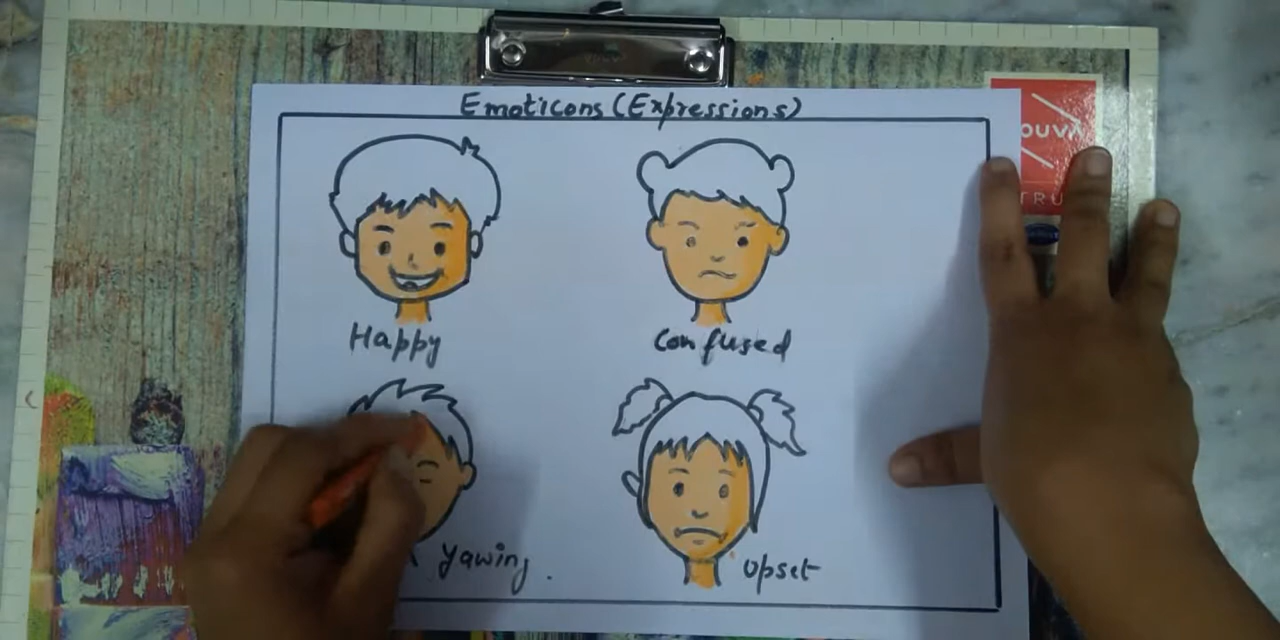 Emoticons (Expressions)
Happy
Confused
Yawing.
Upset